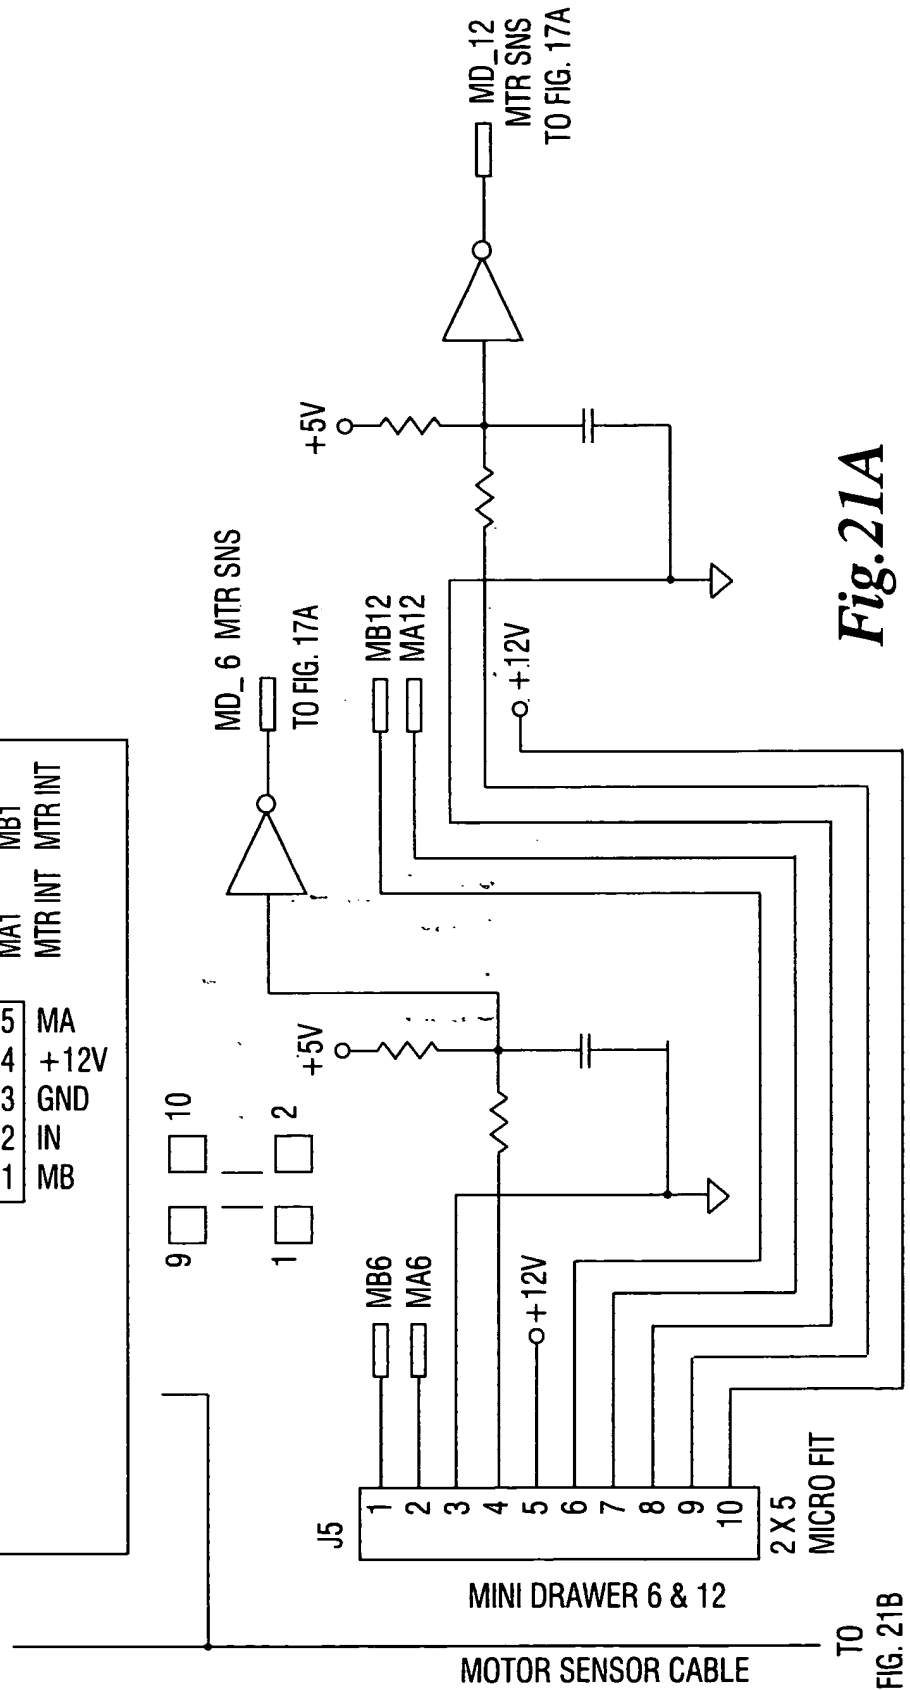 MA1
MTR INT
MB1
MTR INT
5 MA
4 +12V
3 GND
2 IN
1 MB
9
10
1
2
MD_6 MTR SNS
TO FIG. 17A
MD_12
MTR SNS
TO FIG. 17A
+5V
+5V
MB6
MA6
+12V
MB12
MA12
+12V
J5
1
2
3
4
5
6
7
8
9
10
2 X 5
MICRO FIT
MINI DRAWER 6 & 12
MOTOR SENSOR CABLE
TO
FIG. 21B
Fig.21A